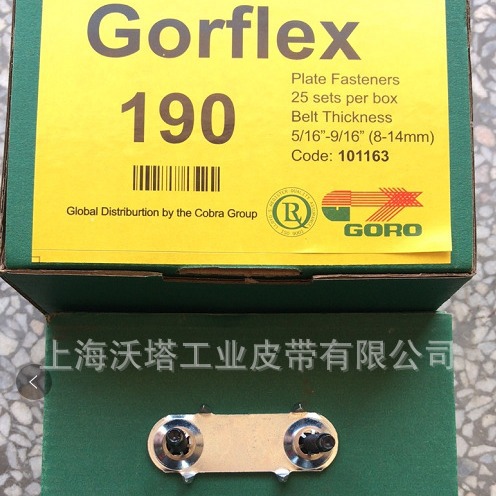 Gorflex
190
Plate Fasteners
25 sets per box
Belt Thickness
5/16”-9/16” (8-14mm)
Code: 101163
Global Disturbtion by the Cobra Group
R
GORO
上海沃塔工业皮带有限公司